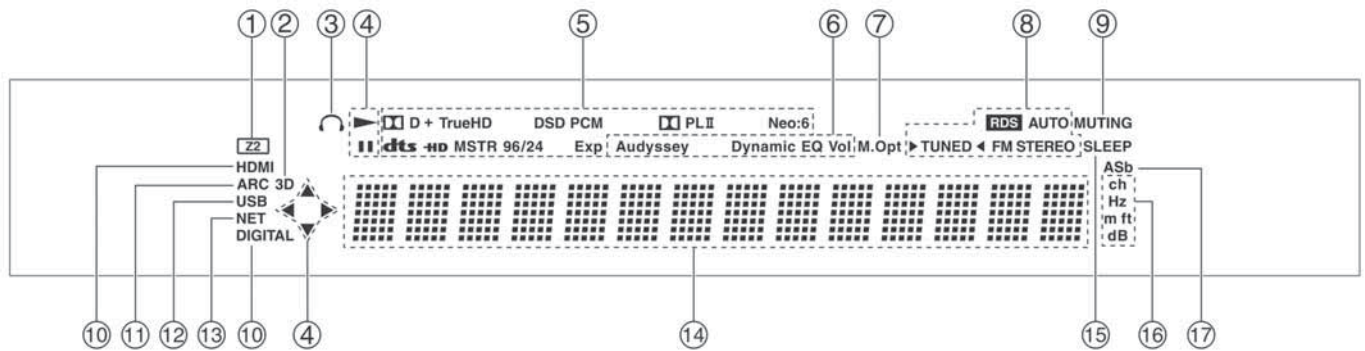 ① ② ③ ④ ⑤ ⑥ ⑦ ⑧ ⑨
D + TrueHD DSD PCM PL II Neo:6 RDS AUTO MUTING
Z2 dts -HD MSTR 96/24 Exp Audyssey Dynamic EQ Vol M.Opt TUNED FM STEREO SLEEP
HDMI ASb
ARC 3D ch
USB Hz
NET m ft
DIGITAL dB
⑩ ⑪ ⑫ ⑬ ⑩ ④ ⑭ ⑮ ⑯ ⑰